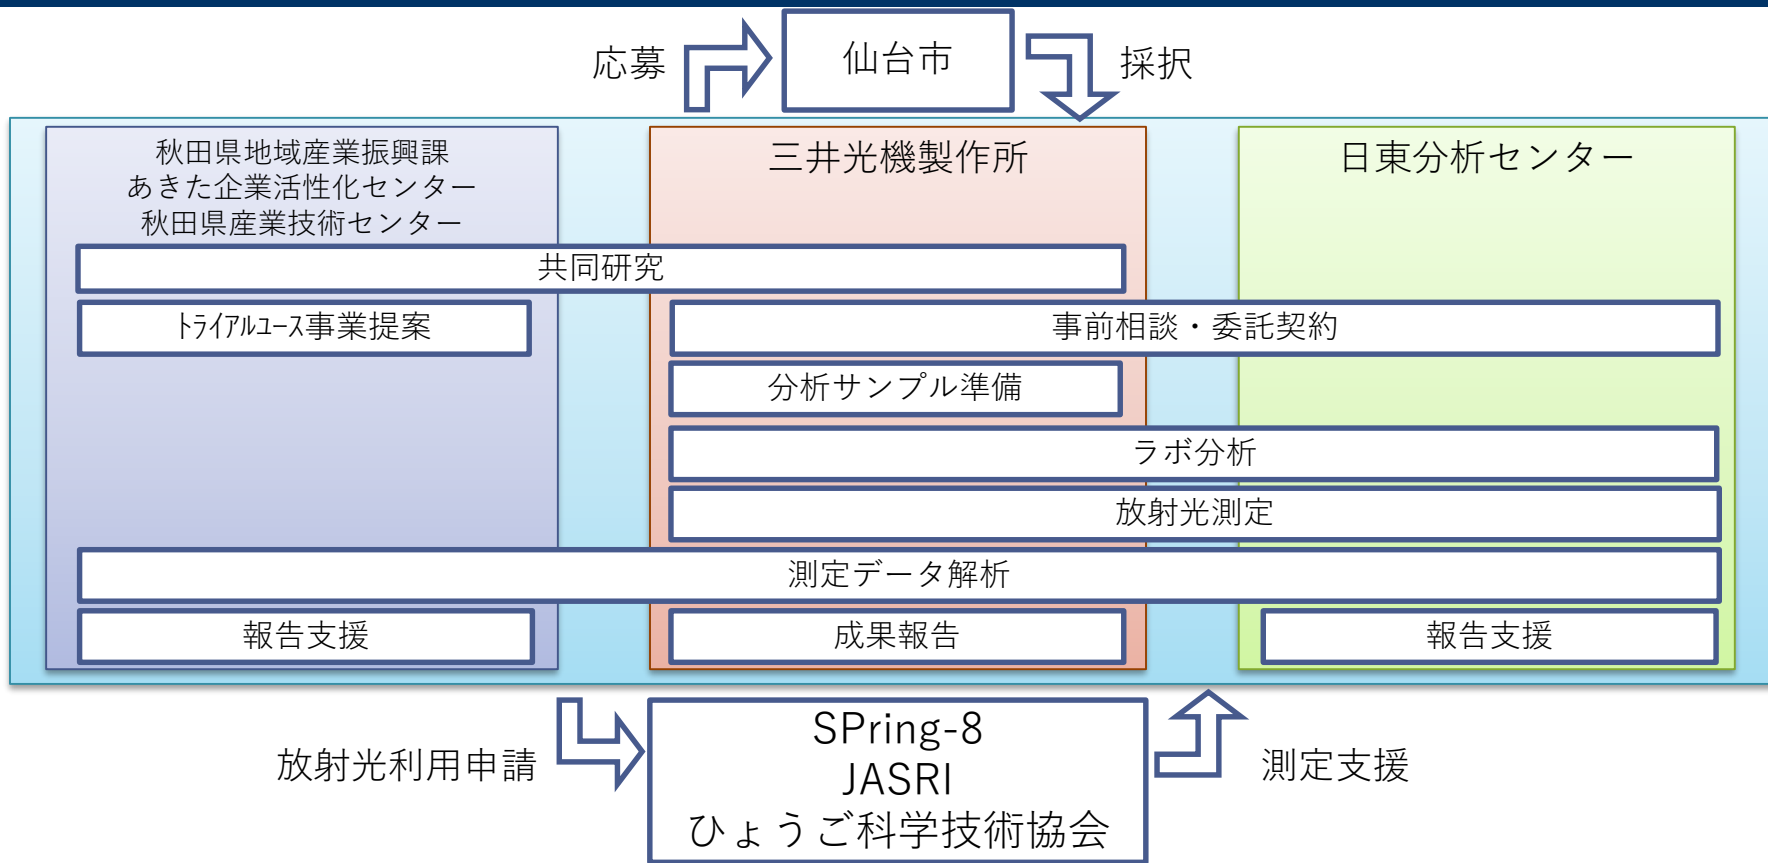 応募
仙台市
採択
秋田県地域産業振興課
あきた企業活性化センター
秋田県産業技術センター
三井光機製作所
日東分析センター
共同研究
ﾄﾗｲｱﾙﾕｰｽ事業提案
事前相談・委託契約
分析サンプル準備
ラボ分析
放射光測定
測定データ解析
報告支援
成果報告
報告支援
放射光利用申請
SPring-8
JASRI
ひょうご科学技術協会
測定支援